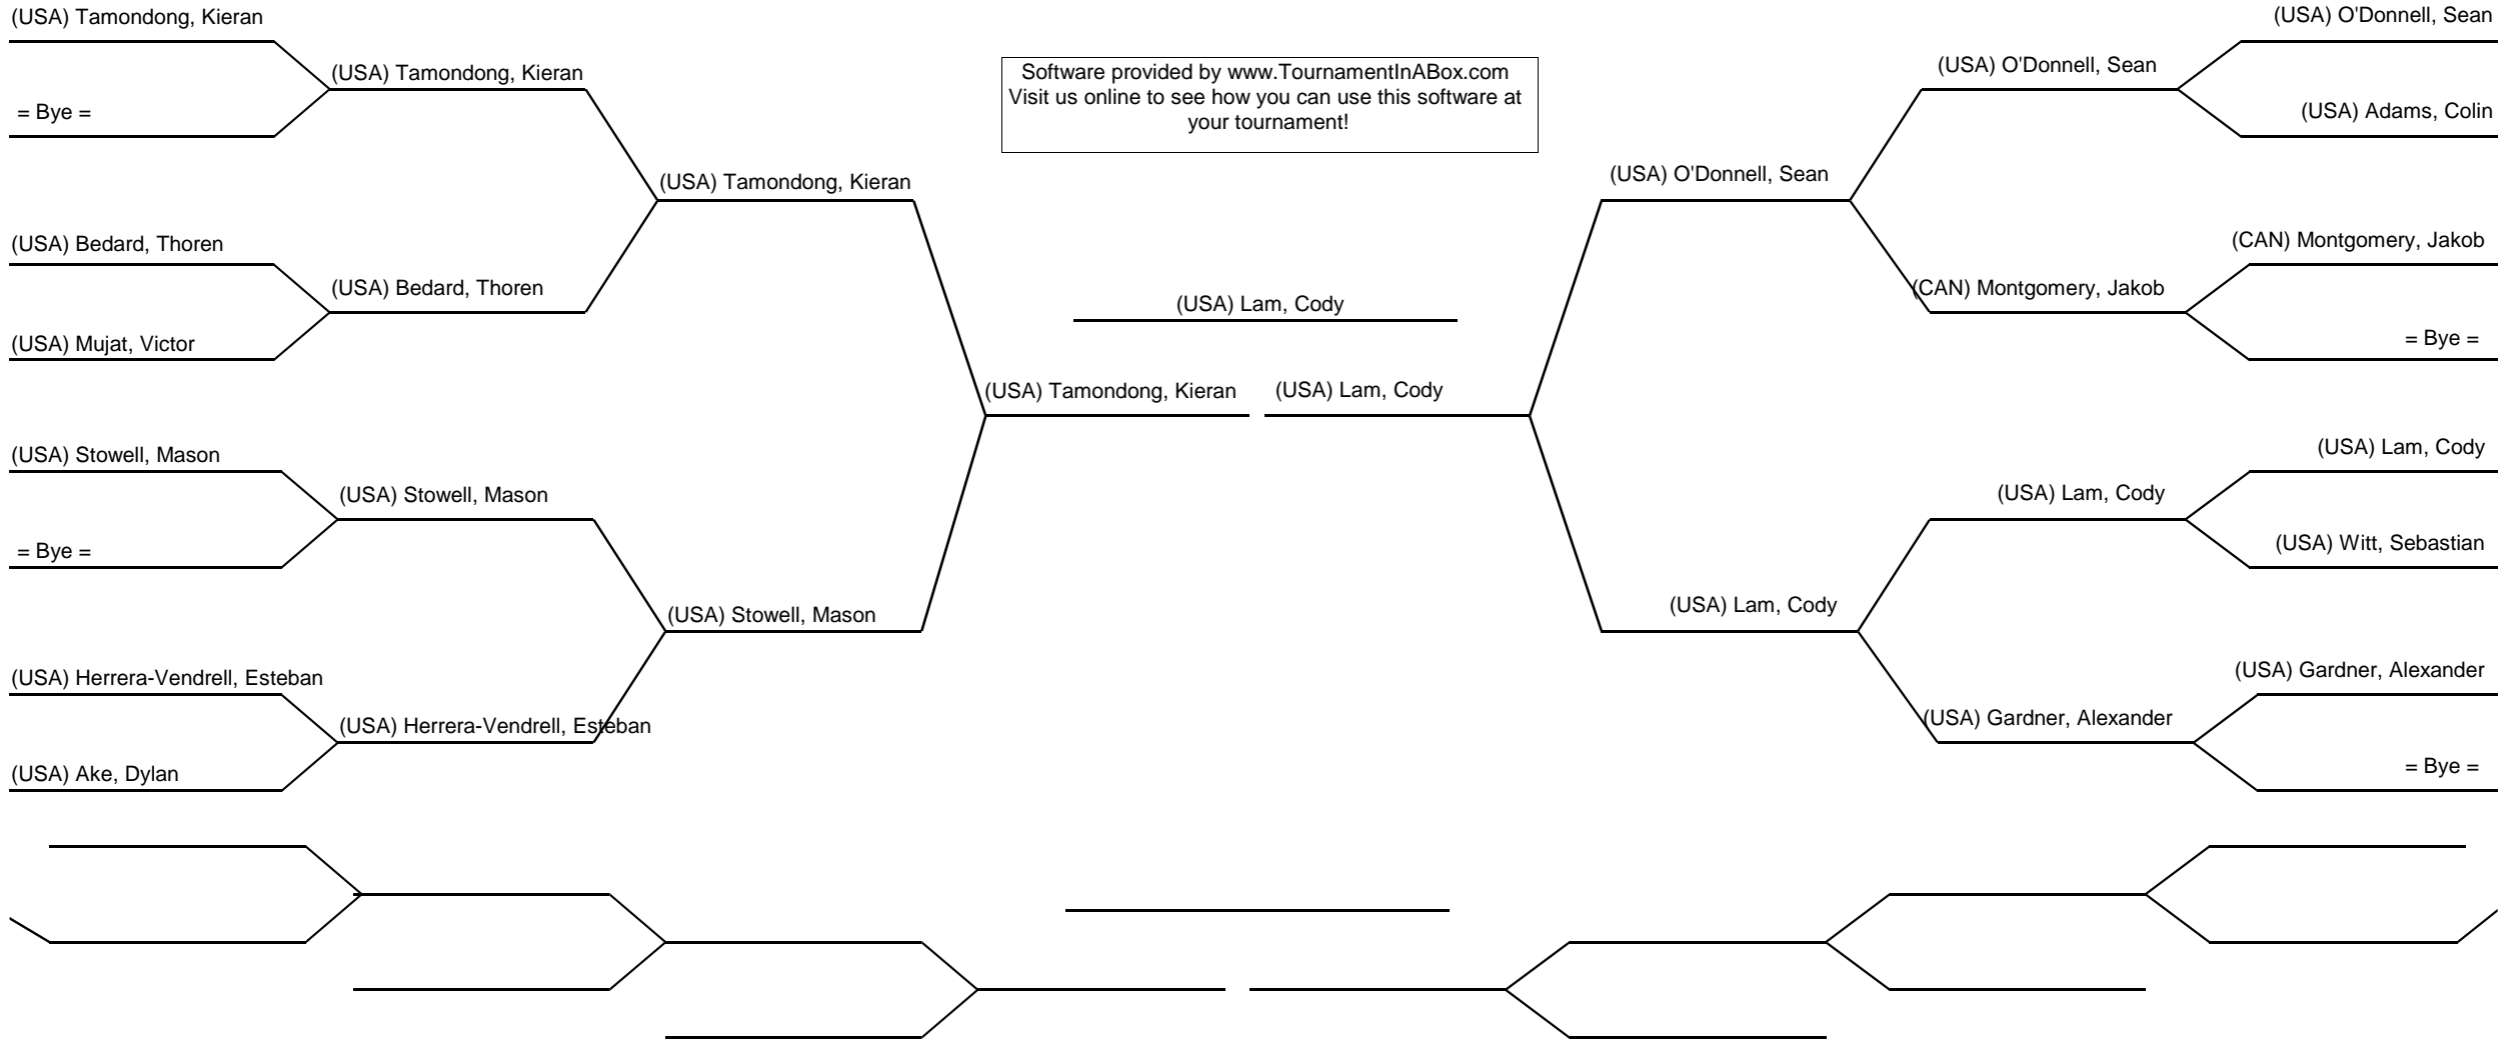 (USA) Tamondong, Kieran
= Bye =
(USA) Bedard, Thoren
(USA) Mujat, Victor
(USA) Stowell, Mason
= Bye =
(USA) Herrera-Vendrell, Esteban
(USA) Ake, Dylan
(USA) Tamondong, Kieran
(USA) Bedard, Thoren
(USA) Stowell, Mason
(USA) Herrera-Vendrell, Esteban
(USA) Tamondong, Kieran
(USA) Stowell, Mason
(USA) Tamondong, Kieran
Software provided by www.TournamentInABox.com
Visit us online to see how you can use this software at
your tournament!
(USA) Lam, Cody
(USA) Lam, Cody
(USA) O'Donnell, Sean
(USA) Lam, Cody
(USA) O'Donnell, Sean
(CAN) Montgomery, Jakob
(USA) Lam, Cody
(USA) Gardner, Alexander
(USA) O'Donnell, Sean
(USA) Adams, Colin
(CAN) Montgomery, Jakob
= Bye =
(USA) Lam, Cody
(USA) Witt, Sebastian
(USA) Gardner, Alexander
= Bye =